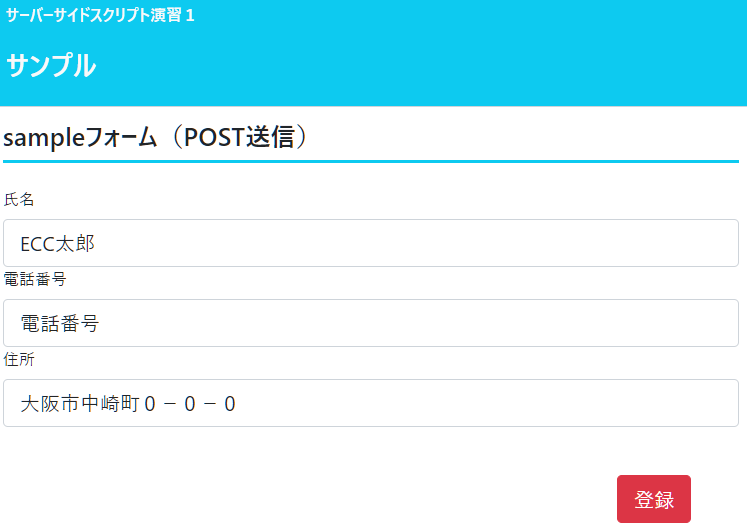 サーバーサイドスクリプト演習１
サンプル
sampleフォーム（POST送信）
氏名
ECC太郎
電話番号
電話番号
住所
大阪市中崎町０－０－０
登録